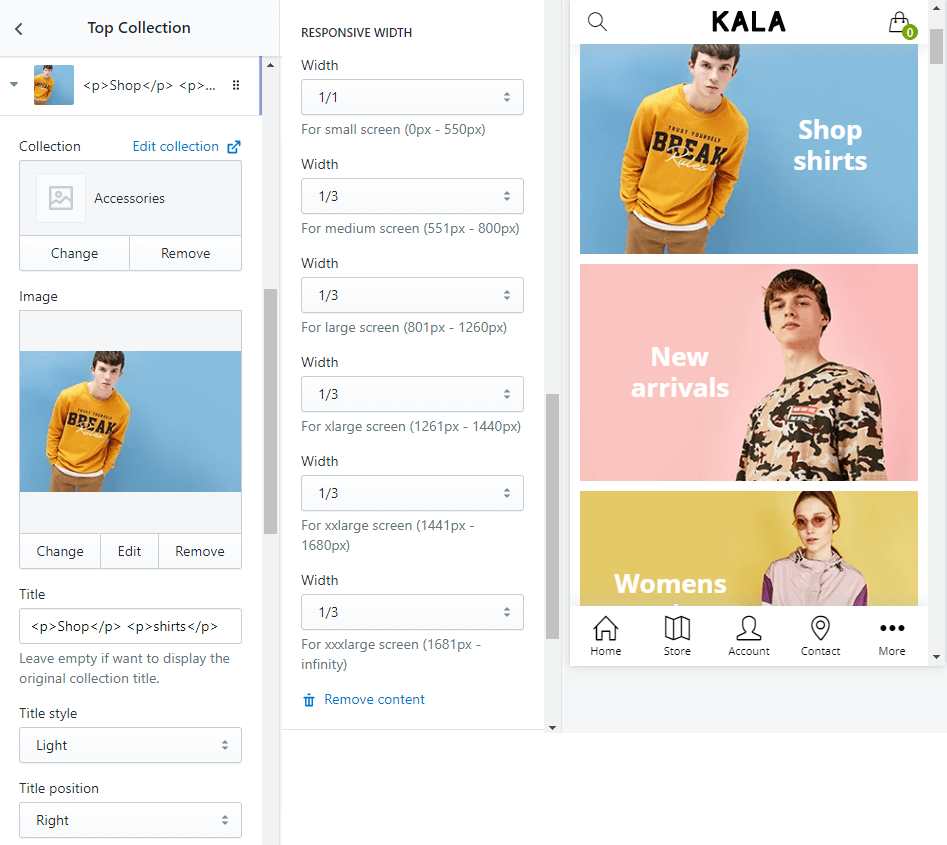 Top Collection
<p>Shop</p> <p>...
Collection
Edit collection
Accessories
Change
Remove
Image
TRUST YOURSELF
BREAK
Rules
Change
Edit
Remove
Title
<p>Shop</p> <p>shirts</p>
Leave empty if want to display the
original collection title.
Title style
Light
Title position
Right
RESPONSIVE WIDTH
Width
1/1
For small screen (0px - 550px)
Width
1/3
For medium screen (551px - 800px)
Width
1/3
For large screen (801px - 1260px)
Width
1/3
For xlarge screen (1261px - 1440px)
Width
1/3
For xxlarge screen (1441px -
1680px)
Width
1/3
For xxxlarge screen (1681px -
infinity)
Remove content
KALA
0
TRUST YOURSELF
BREAK
Rules
Shop
shirts
New
arrivals
Womens
Home
Store
Account
Contact
More